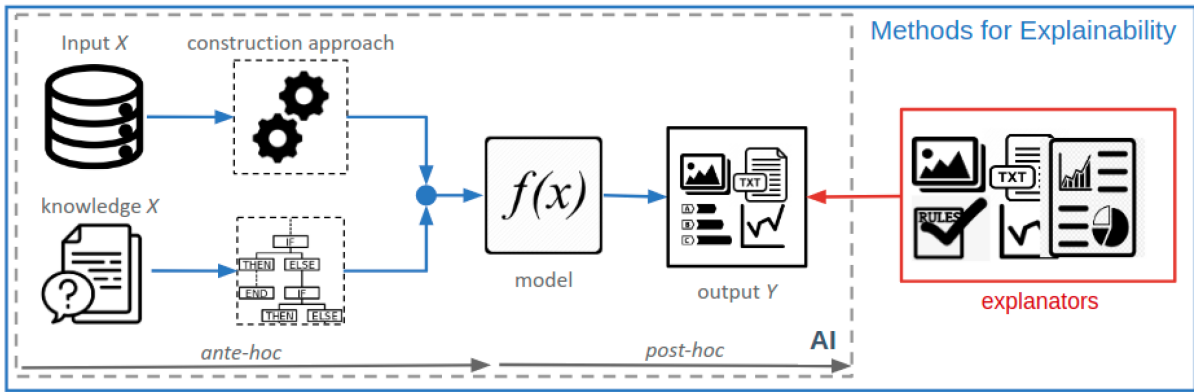 Methods for Explainability
Input X
construction approach
knowledge X
IF
THEN
ELSE
END
IF
THEN
ELSE
f(x)
model
TXT
A
B
C
output Y
TXT
RULES
explanators
AI
ante-hoc
post-hoc